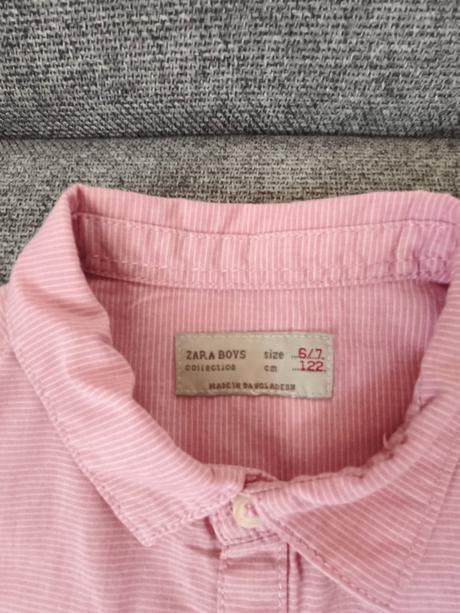 ZARA BOYS size ...6/7.
collection cm ...122.
MADE IN BANGLADESH